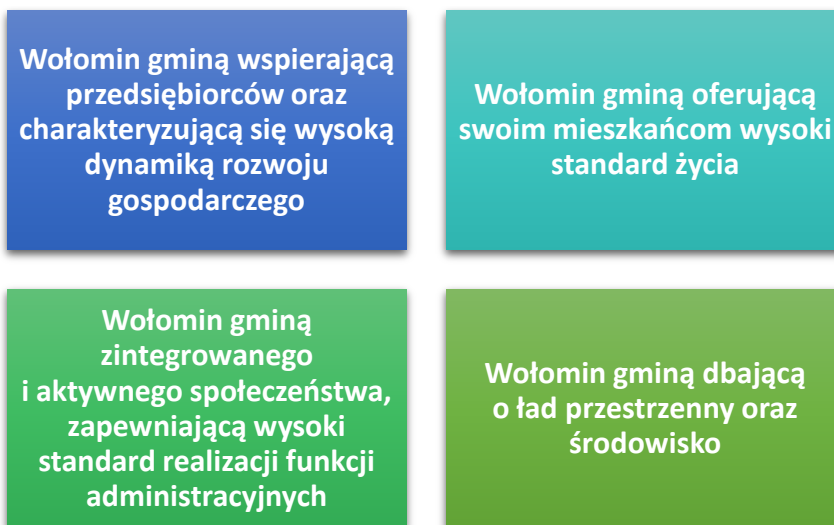 Wołomin gminą wspierającą
przedsiębiorców oraz
charakteryzującą się wysoką
dynamiką rozwoju
gospodarczego
Wołomin gminą oferującą
swoim mieszkańcom wysoki
standard życia
Wołomin gminą
zintegrowanego
i aktywnego społeczeństwa,
zapewniającą wysoki
standard realizacji funkcji
administracyjnych
Wołomin gminą dbającą
o ład przestrzenny oraz
środowisko